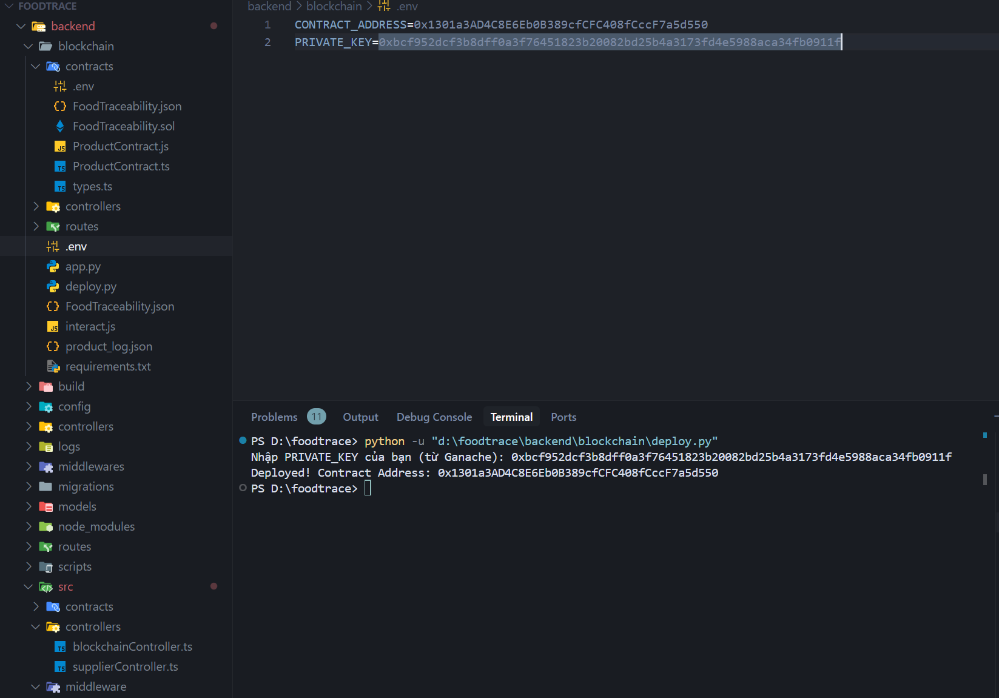 FOODTRACE
backend
blockchain
contracts
.env
FoodTraceability.json
FoodTraceability.sol
ProductContract.js
ProductContract.ts
types.ts
controllers
routes
.env
app.py
deploy.py
FoodTraceability.json
interact.js
product_log.json
requirements.txt
build
config
controllers
logs
middlewares
migrations
models
node_modules
routes
scripts
src
contracts
controllers
blockchainController.ts
supplierController.ts
middleware
backend > blockchain > .env
1 CONTRACT_ADDRESS=0x1301a3AD4C8E6Eb0B389cfCFC408fCccF7a5d550
2 PRIVATE_KEY=0xbcf952dcf3b8dff0a3f76451823b20082bd25b4a3173fd4e5988aca34fb0911f
Problems 11 Output Debug Console Terminal Ports
PS D:\foodtrace> python -u "d:\foodtrace\backend\blockchain\deploy.py"
Nhập PRIVATE_KEY của bạn (từ Ganache): 0xbcf952dcf3b8dff0a3f76451823b20082bd25b4a3173fd4e5988aca34fb0911f
Deployed! Contract Address: 0x1301a3AD4C8E6Eb0B389cfCFC408fCccF7a5d550
PS D:\foodtrace>